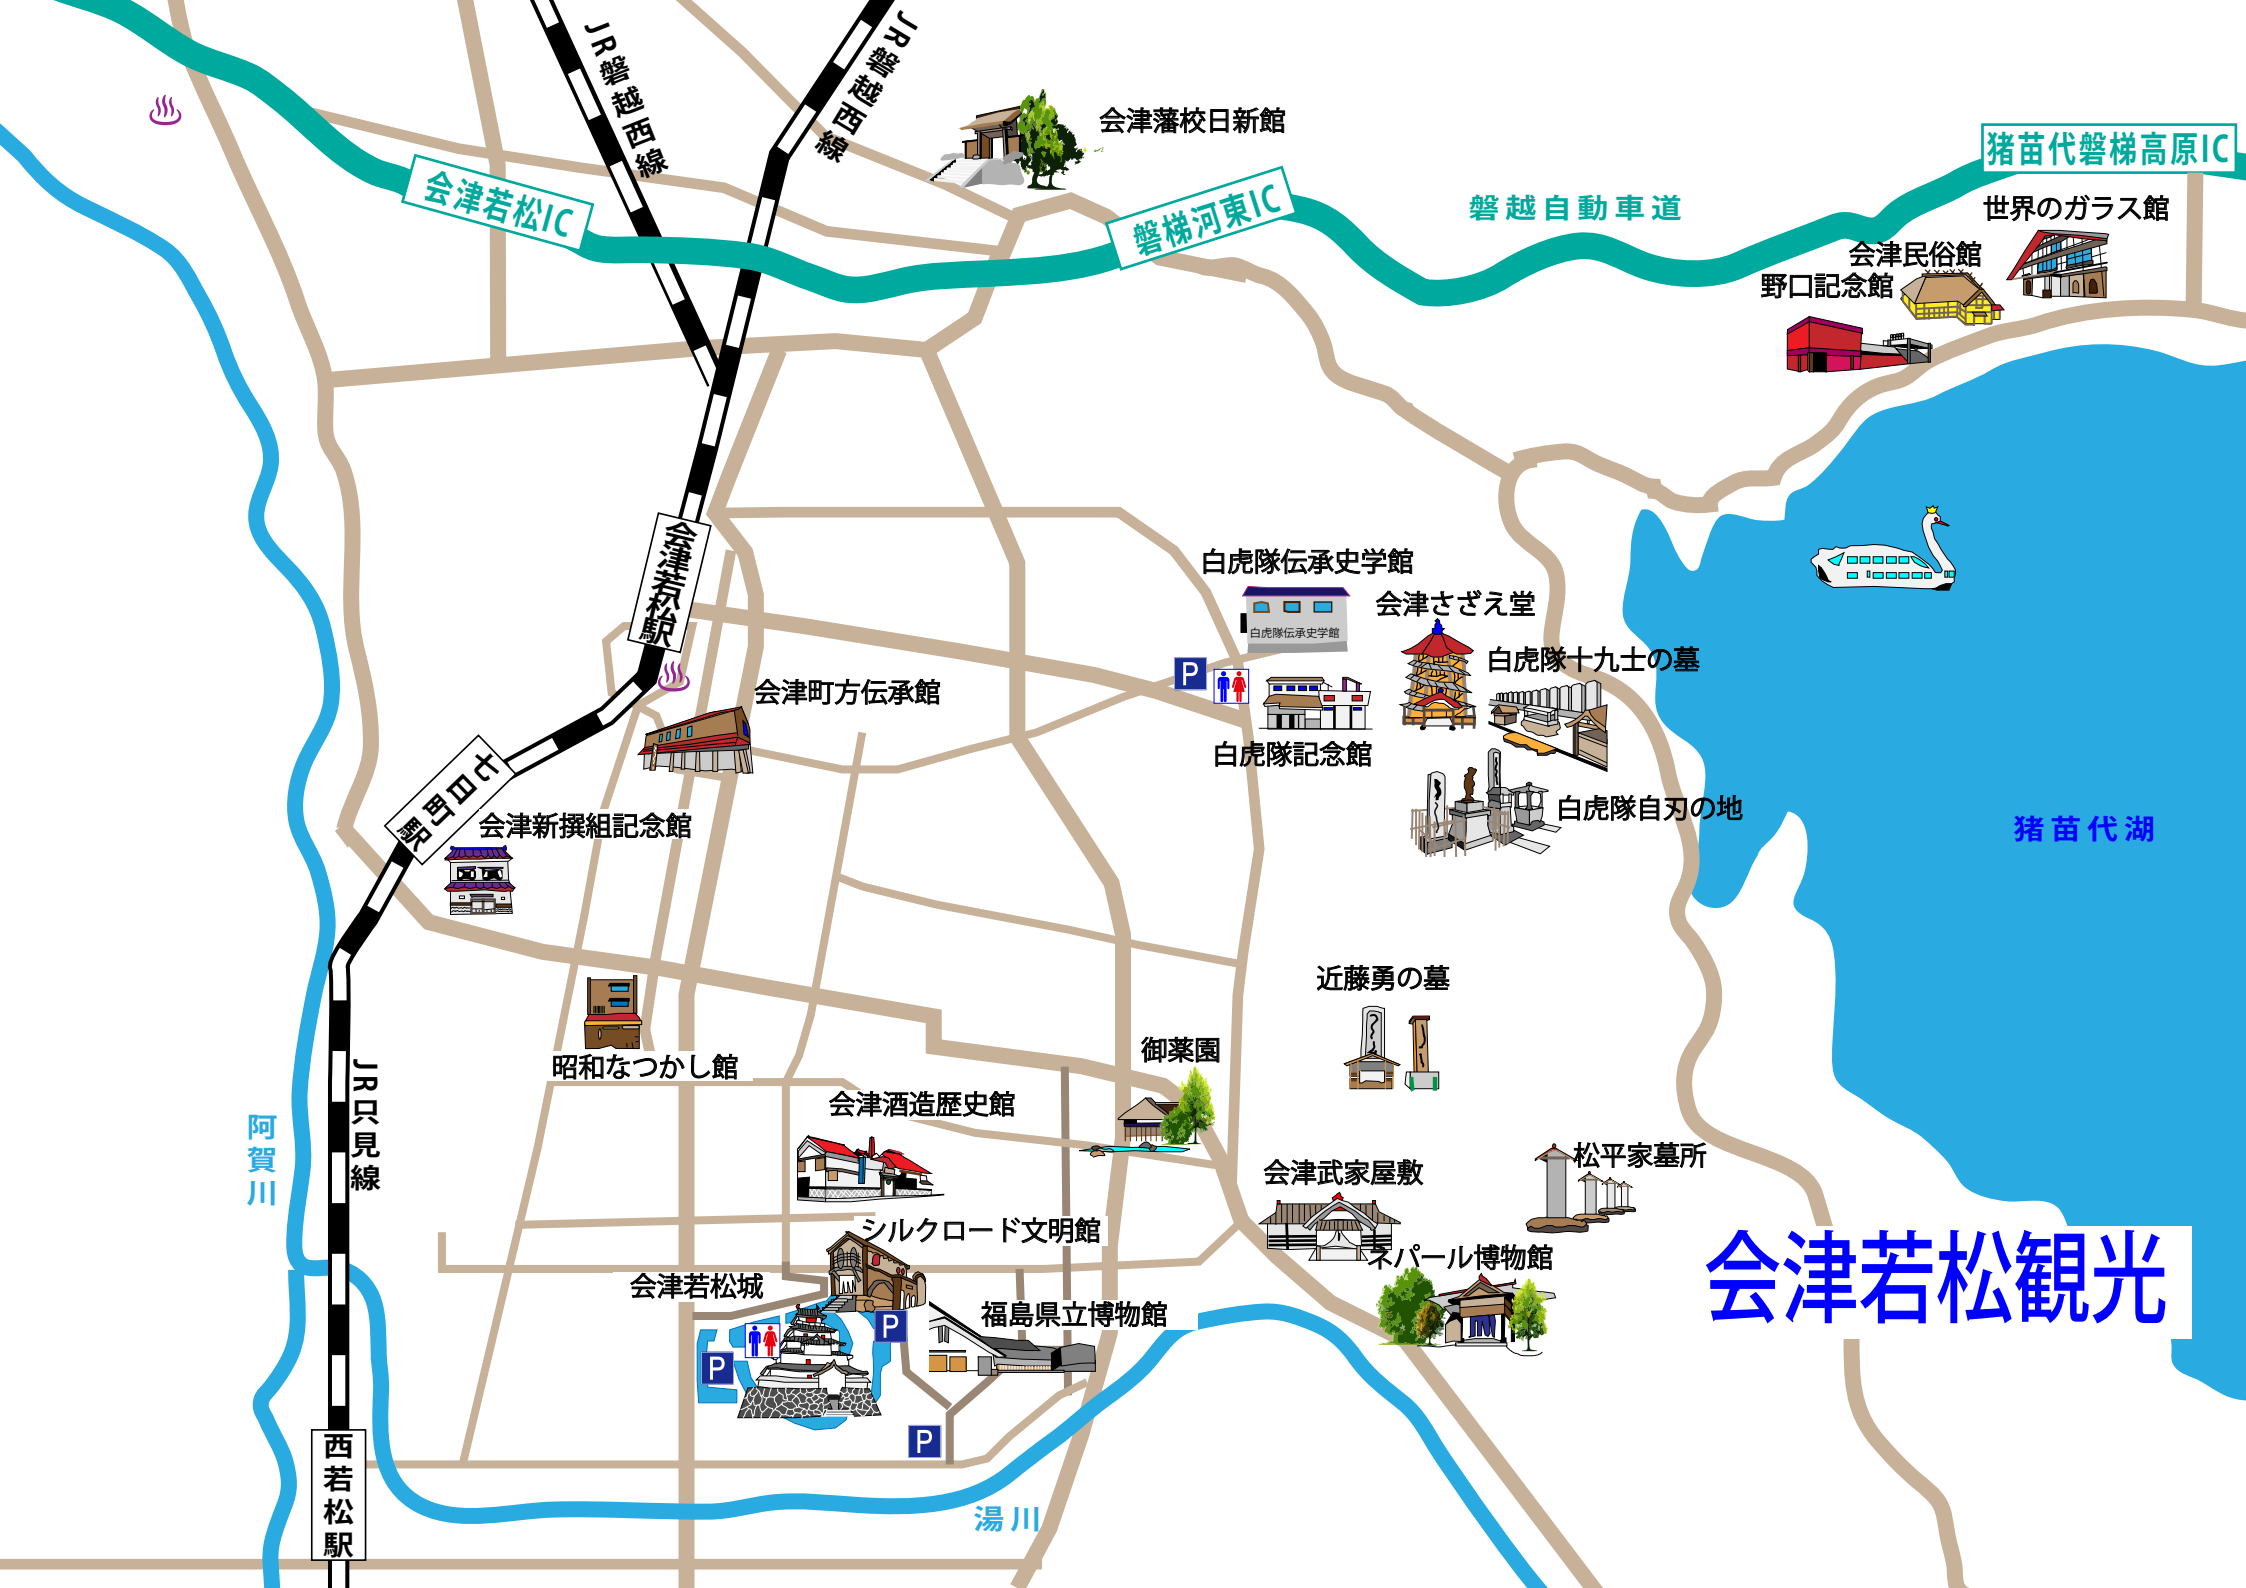 JR磐越西線
JR磐越西線
会津藩校日新館
猪苗代磐梯高原IC
会津若松IC
磐梯河東IC
磐越自動車道
世界のガラス館
会津民俗館
野口記念館
会津若松駅
白虎隊伝承史学館
白虎隊伝承史学館
会津さざえ堂
白虎隊十九士の墓
P
会津町方伝承館
白虎隊記念館
七日町駅
会津新撰組記念館
白虎隊自刃の地
猪苗代湖
近藤勇の墓
御薬園
昭和なつかし館
JR只見線
会津酒造歴史館
阿賀川
会津武家屋敷
松平家墓所
シルクロード文明館
ネパール博物館
会津若松観光
会津若松城
福島県立博物館
P
P
P
西若松駅
湯川